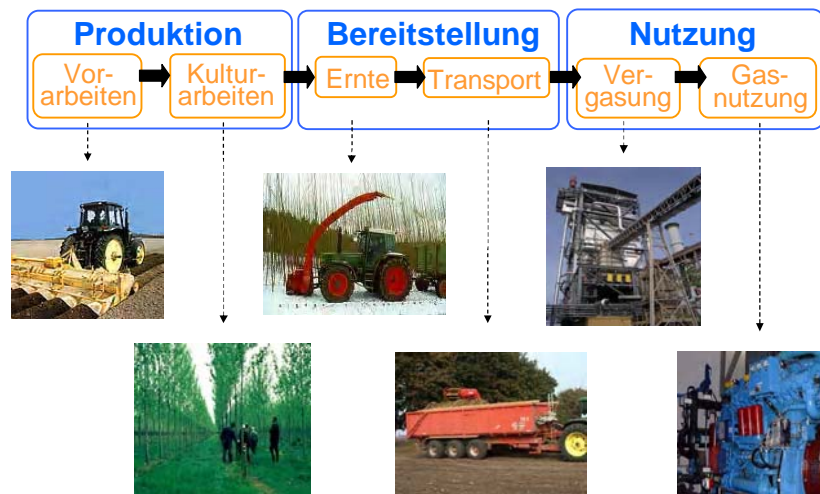 Produktion
Bereitstellung
Nutzung
Vor-
arbeiten
Kultur-
arbeiten
Ernte
Transport
Ver-
gasung
Gas-
nutzung